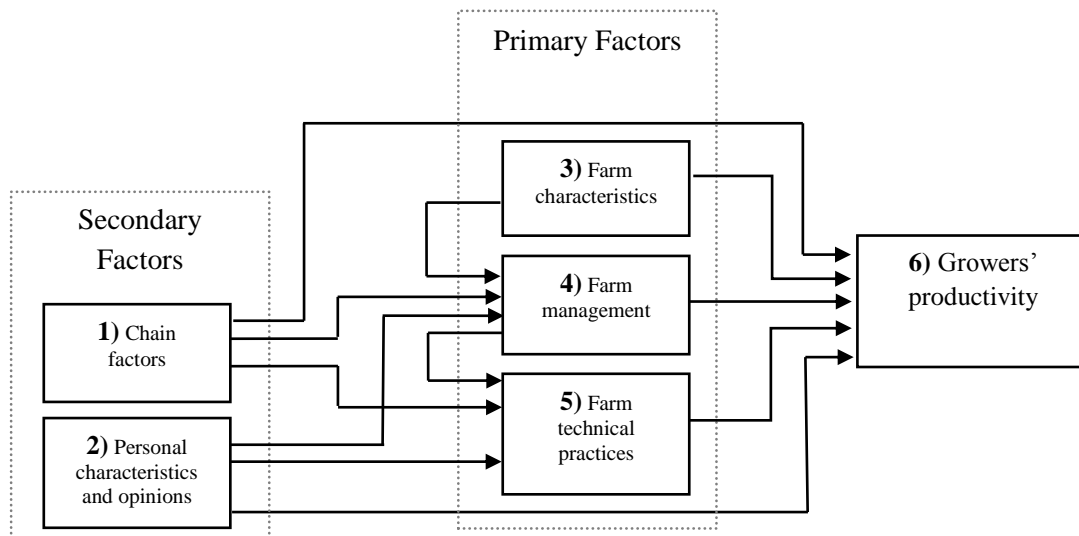 Primary Factors
3) Farm
characteristics
Secondary
Factors
4) Farm
management
6) Growers’
productivity
1) Chain
factors
5) Farm
technical
practices
2) Personal
characteristics
and opinions